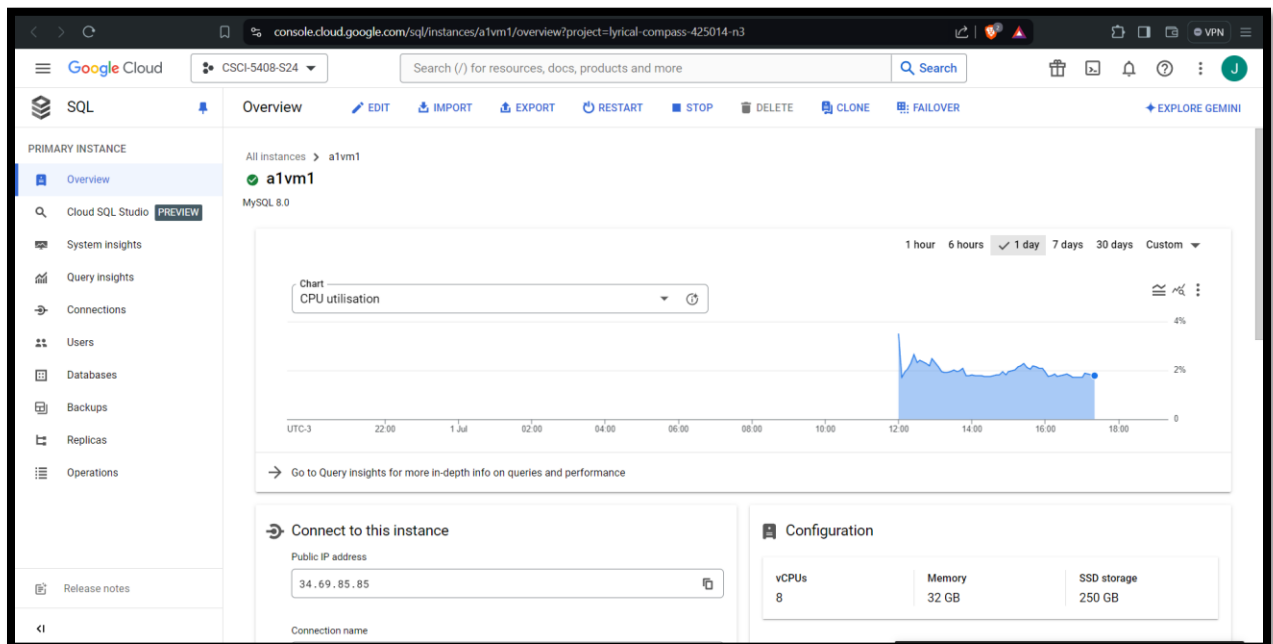 console.cloud.google.com/sql/instances/a1vm1/overview?project=lyrical-compass-425014-n3
VPN
Google Cloud
CSCI-5408-S24
Search (/) for resources, docs, products and more
Search
J
SQL
Overview
EDIT
IMPORT
EXPORT
RESTART
STOP
DELETE
CLONE
FAILOVER
EXPLORE GEMINI
PRIMARY INSTANCE
Overview
Cloud SQL Studio PREVIEW
System insights
Query insights
Connections
Users
Databases
Backups
Replicas
Operations
Release notes
All instances > a1vm1
a1vm1
MySQL 8.0
1 hour 6 hours 1 day 7 days 30 days Custom
Chart
CPU utilisation
4%
2%
0
UTC-3 22:00 1 Jul 02:00 04:00 06:00 08:00 10:00 12:00 14:00 16:00 18:00
Go to Query insights for more in-depth info on queries and performance
Connect to this instance
Public IP address
34.69.85.85
Connection name
Configuration
vCPUs Memory SSD storage
8 32 GB 250 GB